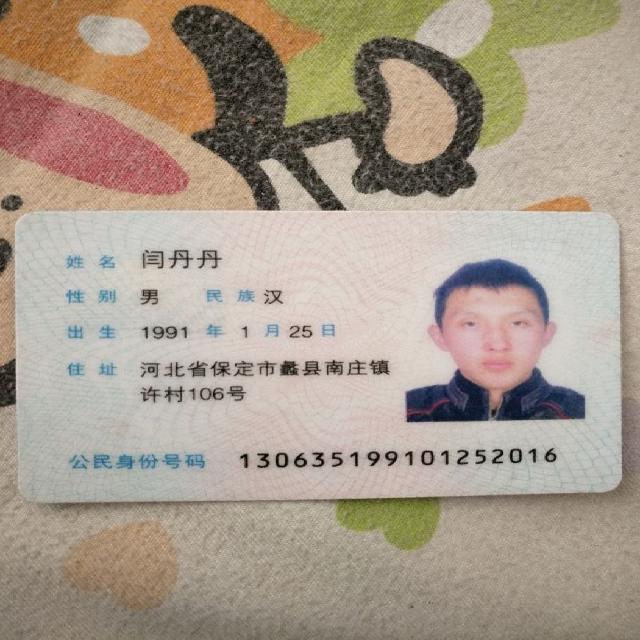 姓名 闫丹丹
性别 男 民族 汉
出生 1991 年 1 月 25 日
住址 河北省保定市蠡县南庄镇
许村106号
公民身份号码 130635199101252016